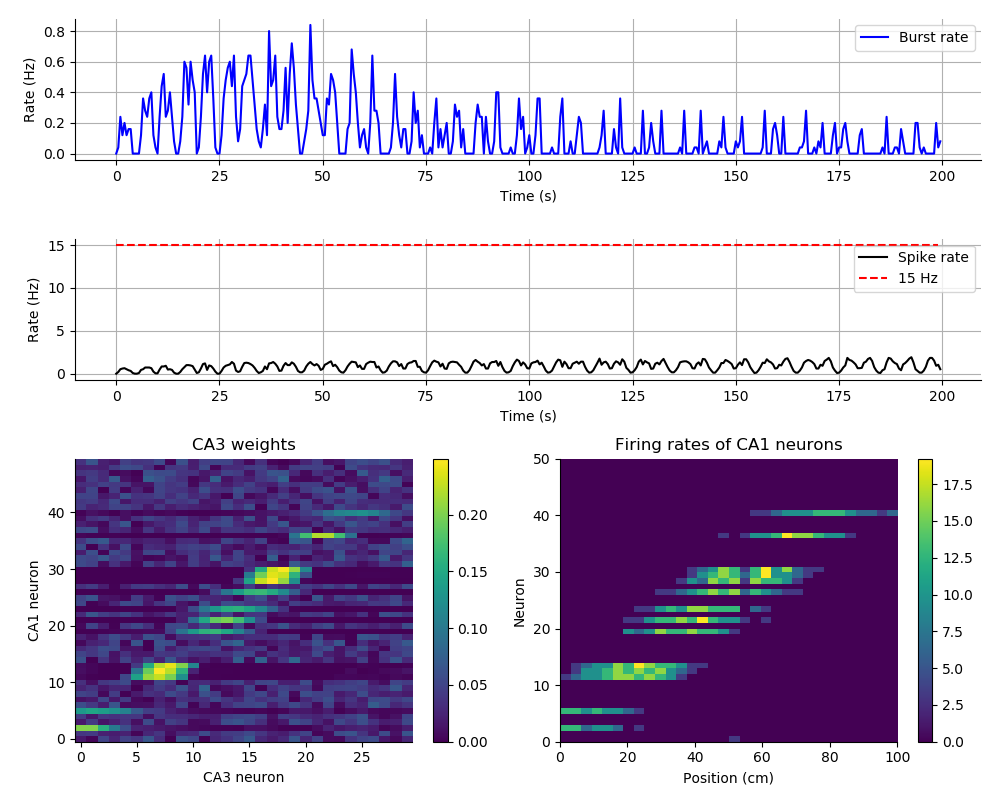 0.8
0.6
0.4
0.2
0.0
Rate (Hz)
Burst rate
0 25 50 75 100 125 150 175 200
Time (s)
15
10
5
0
Rate (Hz)
Spike rate
15 Hz
0 25 50 75 100 125 150 175 200
Time (s)
CA3 weights
40
30
20
10
0
CA1 neuron
0 5 10 15 20 25
CA3 neuron
0.20
0.15
0.10
0.05
0.00
Firing rates of CA1 neurons
50
40
30
20
10
0
Neuron
0 20 40 60 80 100
Position (cm)
17.5
15.0
12.5
10.0
7.5
5.0
2.5
0.0